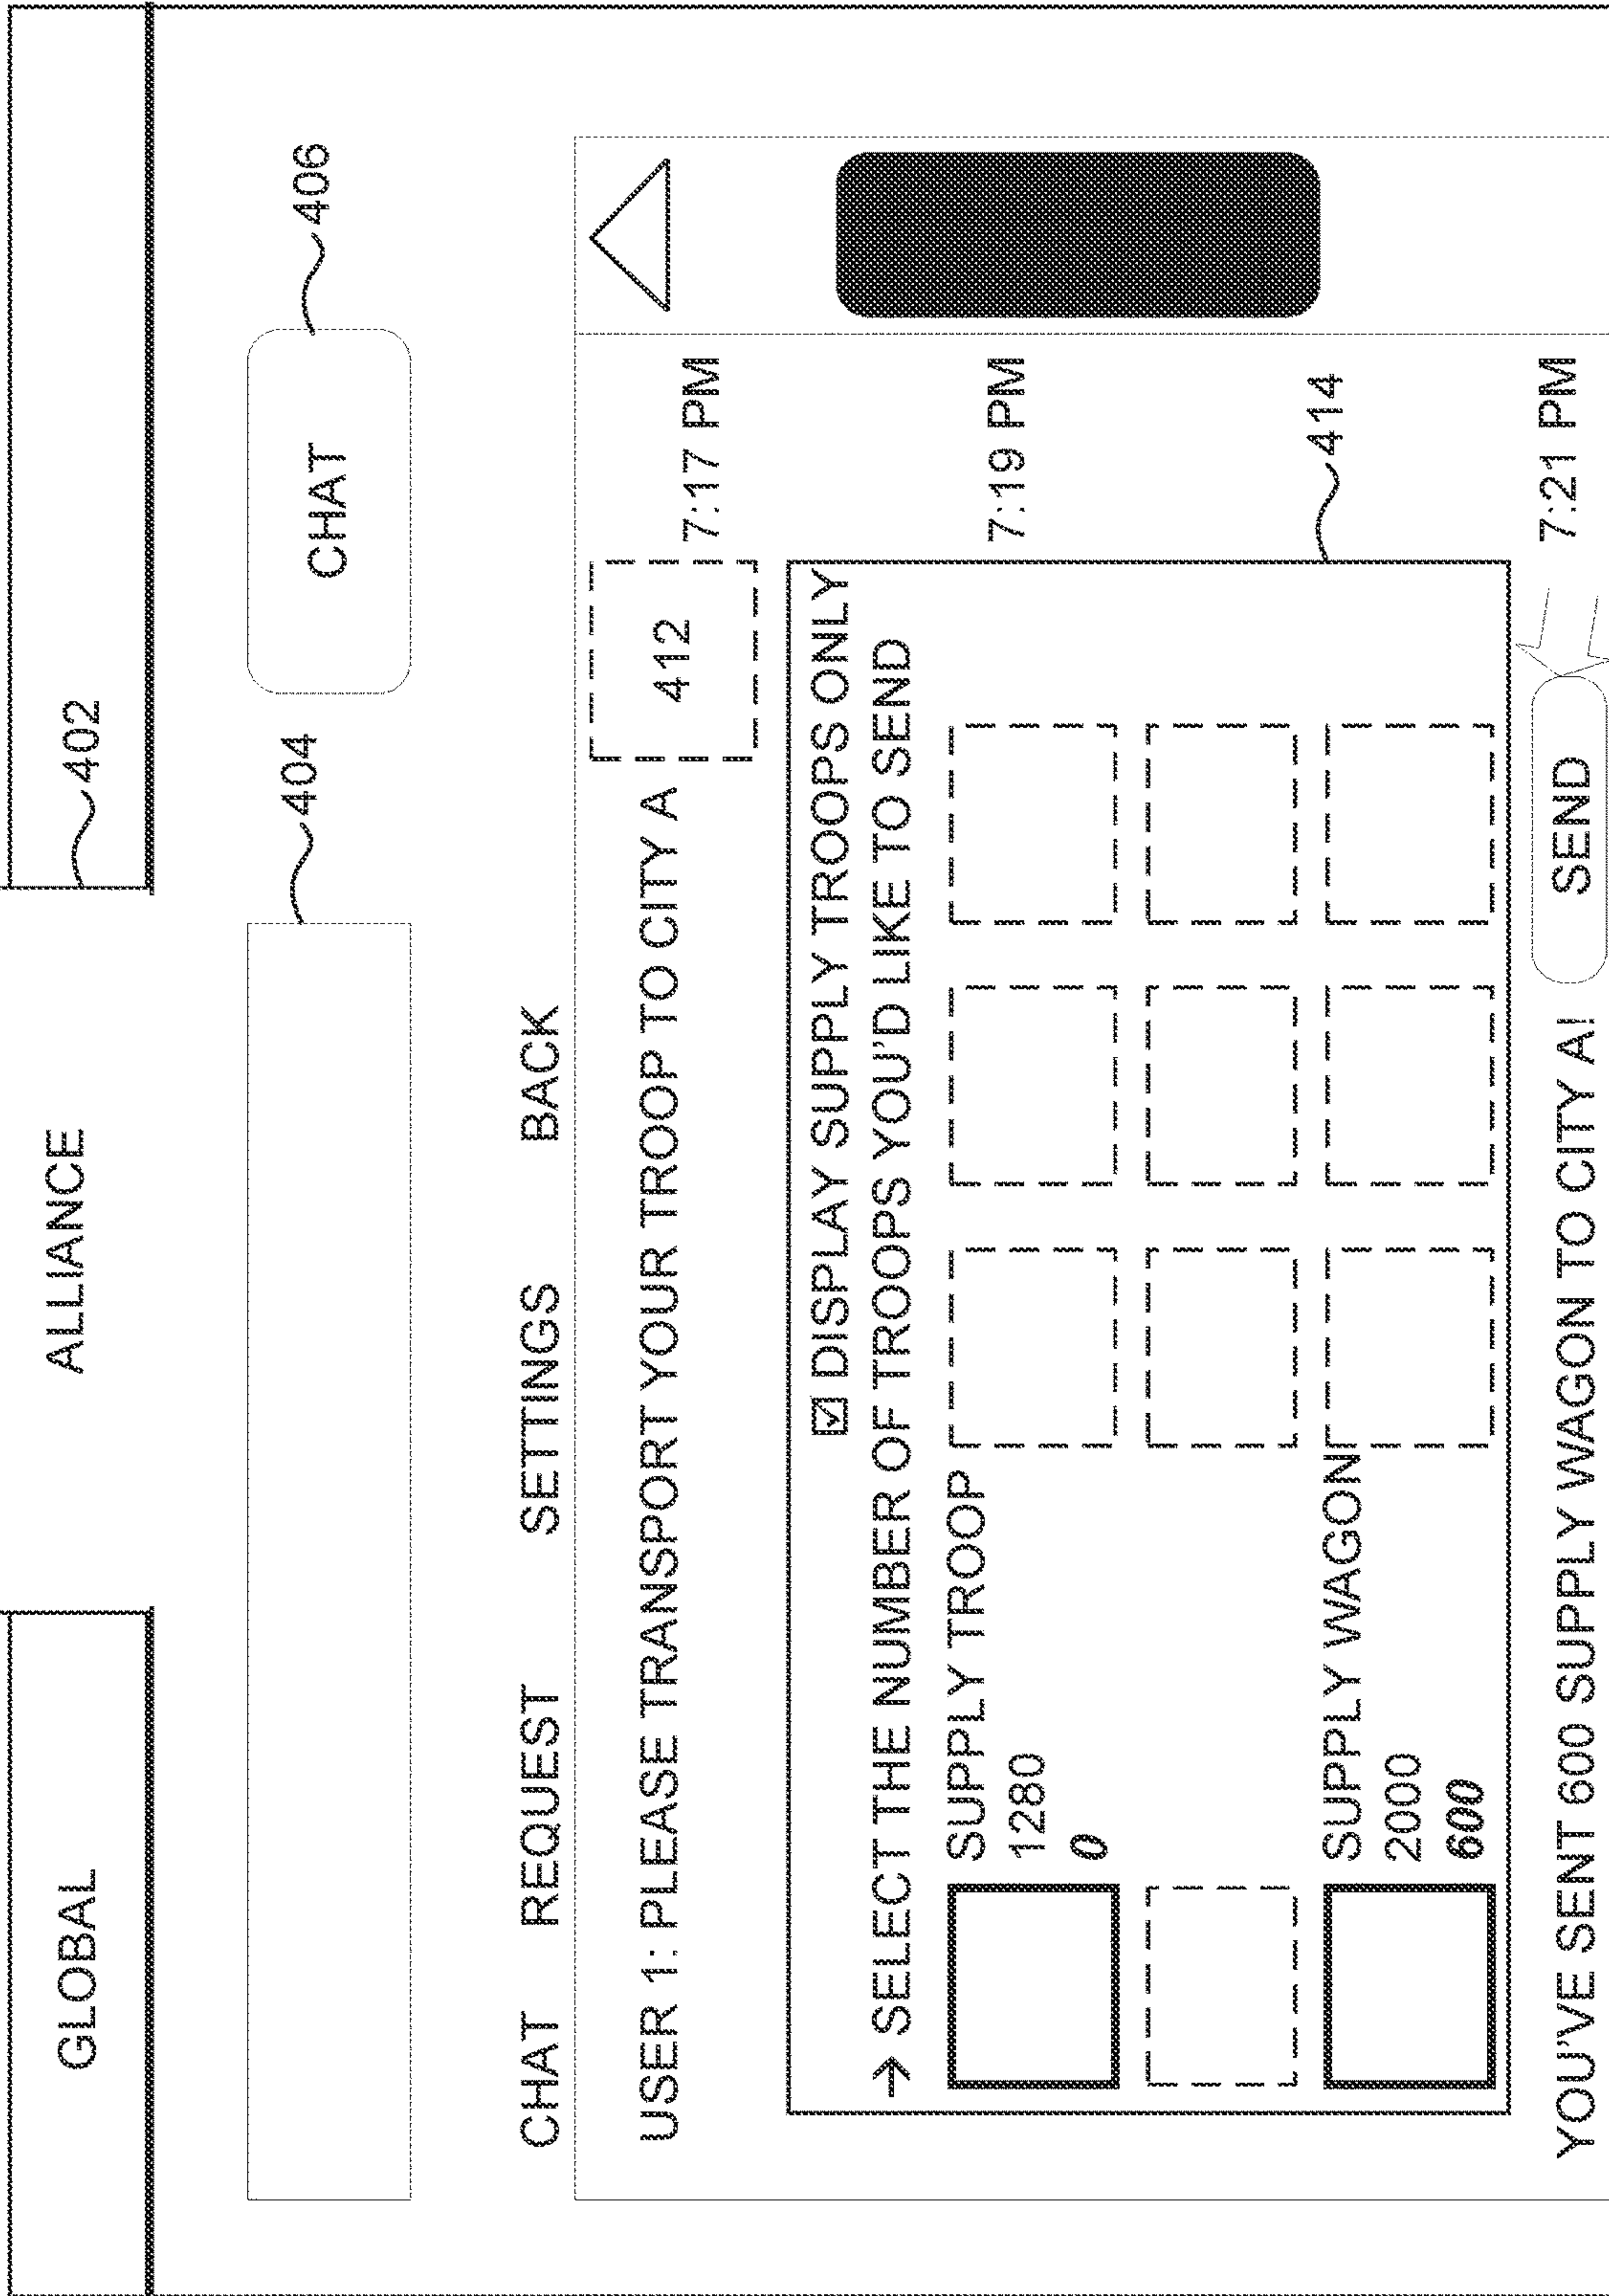 GLOBAL ALLIANCE 402
404 CHAT 406
CHAT REQUEST SETTINGS BACK
USER 1: PLEASE TRANSPORT YOUR TROOP TO CITY A 412 7:17 PM
☑ DISPLAY SUPPLY TROOPS ONLY
→ SELECT THE NUMBER OF TROOPS YOU'D LIKE TO SEND
SUPPLY TROOP 7:19 PM
1280
0
SUPPLY WAGON 414
2000
600
YOU'VE SENT 600 SUPPLY WAGON TO CITY A! SEND 7:21 PM